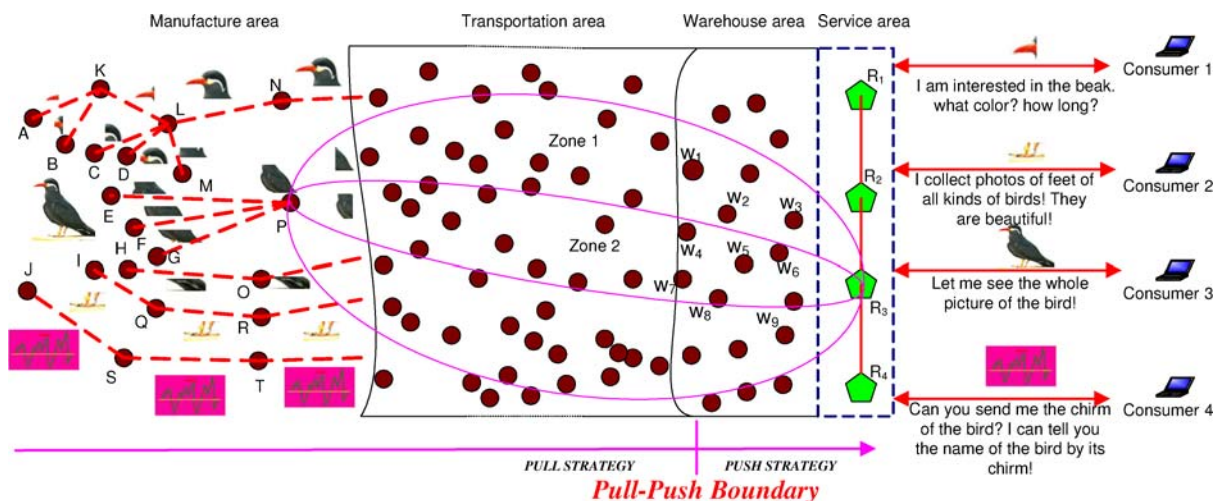 Manufacture area
Transportation area
Warehouse area
Service area
K
N
L
A
B
C
D
M
E
F
G
P
H
I
J
O
Q
R
S
T
Zone 1
Zone 2
W1
W2
W3
W4
W5
W6
W7
W8
W9
R1
R2
R3
R4
Consumer 1
I am interested in the beak.
what color? how long?
Consumer 2
I collect photos of feet of
all kinds of birds! They
are beautiful!
Consumer 3
Let me see the whole
picture of the bird!
Consumer 4
Can you send me the chirm
of the bird? I can tell you
the name of the bird by its
chirm!
PULL STRATEGY
PUSH STRATEGY
Pull-Push Boundary